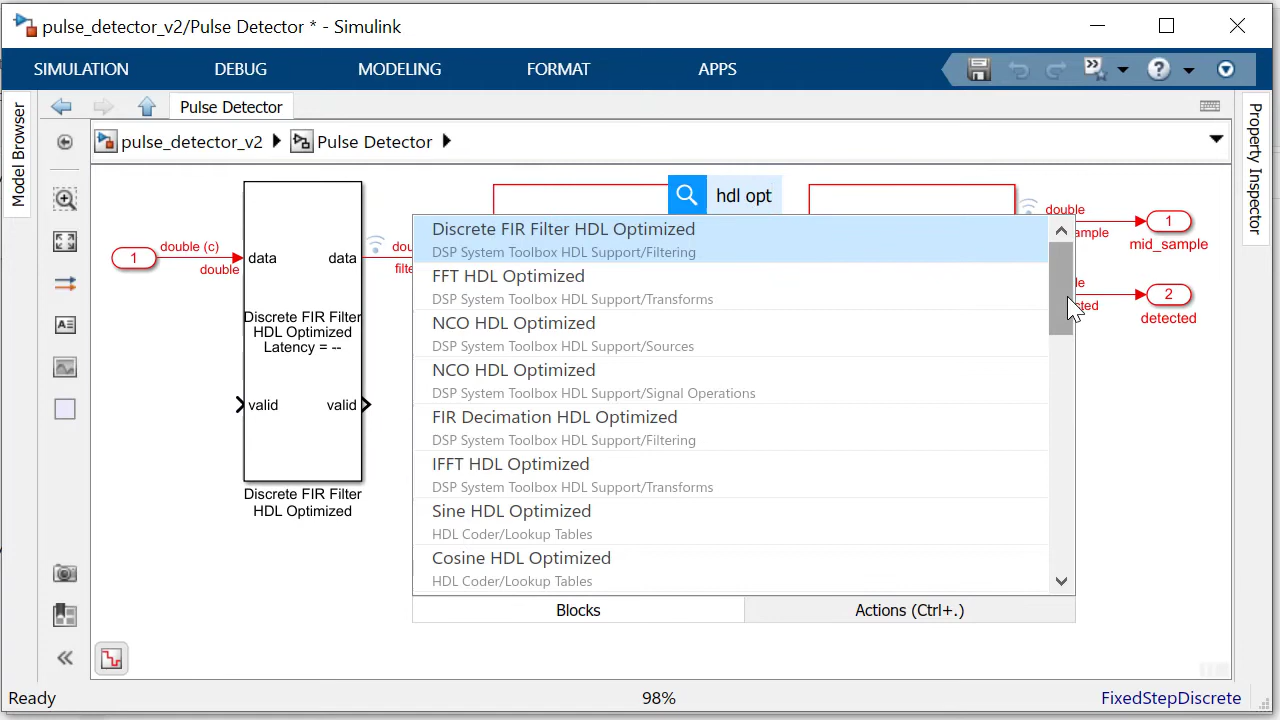 pulse_detector_v2/Pulse Detector * - Simulink
SIMULATION
DEBUG
MODELING
FORMAT
APPS
Pulse Detector
Model Browser
pulse_detector_v2
Pulse Detector
Property Inspector
hdl opt
Discrete FIR Filter HDL Optimized
DSP System Toolbox HDL Support/Filtering
FFT HDL Optimized
DSP System Toolbox HDL Support/Transforms
NCO HDL Optimized
DSP System Toolbox HDL Support/Sources
NCO HDL Optimized
DSP System Toolbox HDL Support/Signal Operations
FIR Decimation HDL Optimized
DSP System Toolbox HDL Support/Filtering
IFFT HDL Optimized
DSP System Toolbox HDL Support/Transforms
Sine HDL Optimized
HDL Coder/Lookup Tables
Cosine HDL Optimized
HDL Coder/Lookup Tables
Blocks
Actions (Ctrl+.)
1
double (c)
double
data
data
Discrete FIR Filter
HDL Optimized
Latency = --
valid
valid
Discrete FIR Filter
HDL Optimized
double
1
mid_sample
2
detected
Ready
98%
FixedStepDiscrete